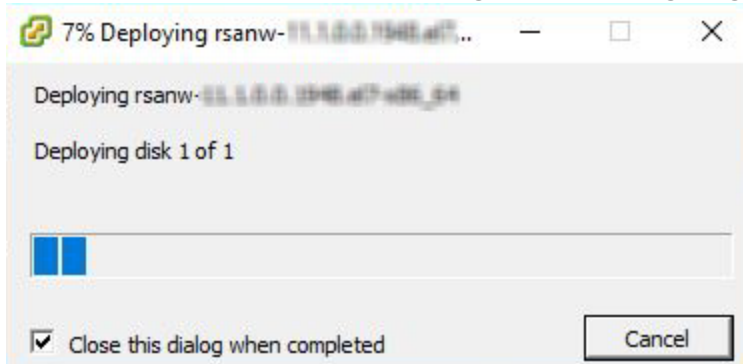 7% Deploying rsanw-
Deploying rsanw-
Deploying disk 1 of 1
Close this dialog when completed
Cancel